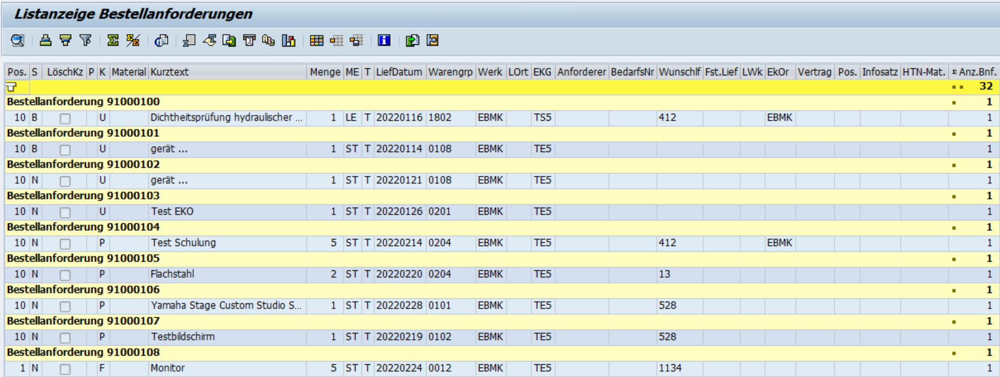 Listanzeige Bestellanforderungen
Pos. S LöschKz P K Material Kurztext Menge ME T LiefDatum Warengrp Werk LOrt EKG Anforderer BedarfsNr Wunschlf Fst.Lief LWk EkOr Vertrag Pos. Infosatz HTN-Mat. Σ Anz.Bnf.
32
Bestellanforderung 91000100 1
10 B U Dichtheitsprüfung hydraulischer ... 1 LE T 20220116 1802 EBMK TS5 412 EBMK 1
Bestellanforderung 91000101 1
10 B U gerät ... 1 ST T 20220114 0108 EBMK TE5 1
Bestellanforderung 91000102 1
10 N U gerät ... 1 ST T 20220121 0108 EBMK TE5 1
Bestellanforderung 91000103 1
10 N U Test EKO 1 ST T 20220126 0201 EBMK TE5 1
Bestellanforderung 91000104 1
10 N P Test Schulung 5 ST T 20220214 0204 EBMK TE5 412 EBMK 1
Bestellanforderung 91000105 1
10 N P Flachstahl 2 ST T 20220220 0204 EBMK TE5 13 1
Bestellanforderung 91000106 1
10 N P Yamaha Stage Custom Studio S... 1 ST T 20220228 0101 EBMK TE5 528 1
Bestellanforderung 91000107 1
10 N P Testbildschirm 1 ST T 20220219 0102 EBMK TE5 528 1
Bestellanforderung 91000108 1
1 N F Monitor 5 ST T 20220224 0012 EBMK TE5 1134 1